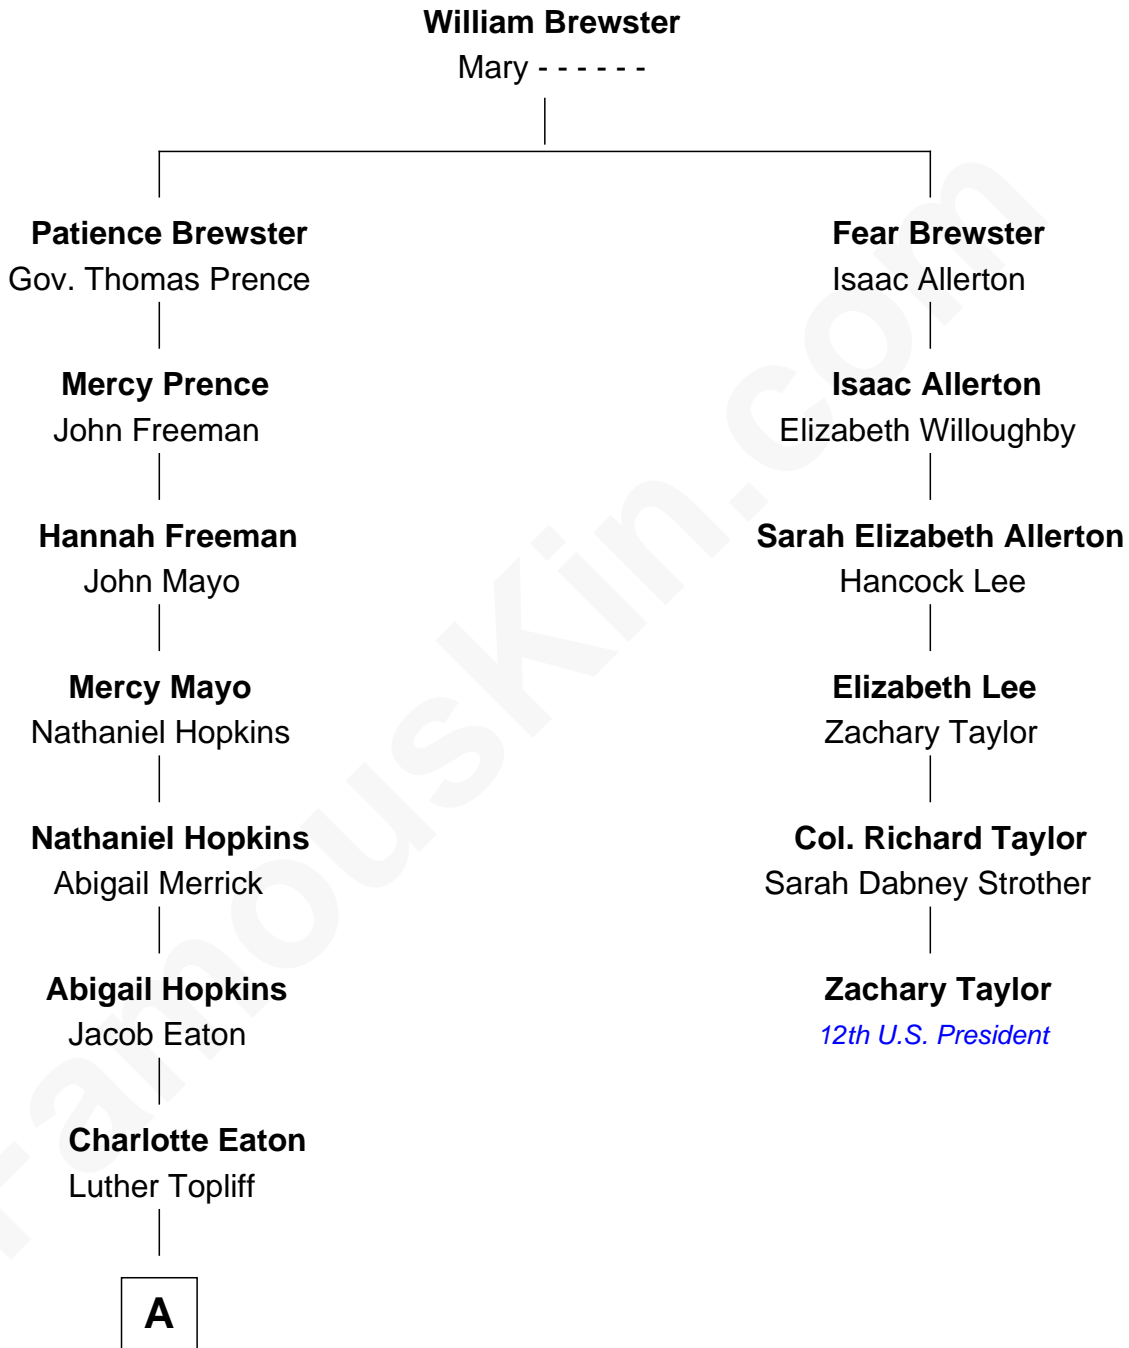 William Brewster
Mary - - - - - -
Patience Brewster
Gov. Thomas Prence
Fear Brewster
Isaac Allerton
Mercy Prence
John Freeman
Isaac Allerton
Elizabeth Willoughby
Hannah Freeman
John Mayo
Sarah Elizabeth Allerton
Hancock Lee
Mercy Mayo
Nathaniel Hopkins
Elizabeth Lee
Zachary Taylor
Nathaniel Hopkins
Abigail Merrick
Col. Richard Taylor
Sarah Dabney Strother
Abigail Hopkins
Jacob Eaton
Zachary Taylor
12th U.S. President
Charlotte Eaton
Luther Topliff
A
FamousKin.com